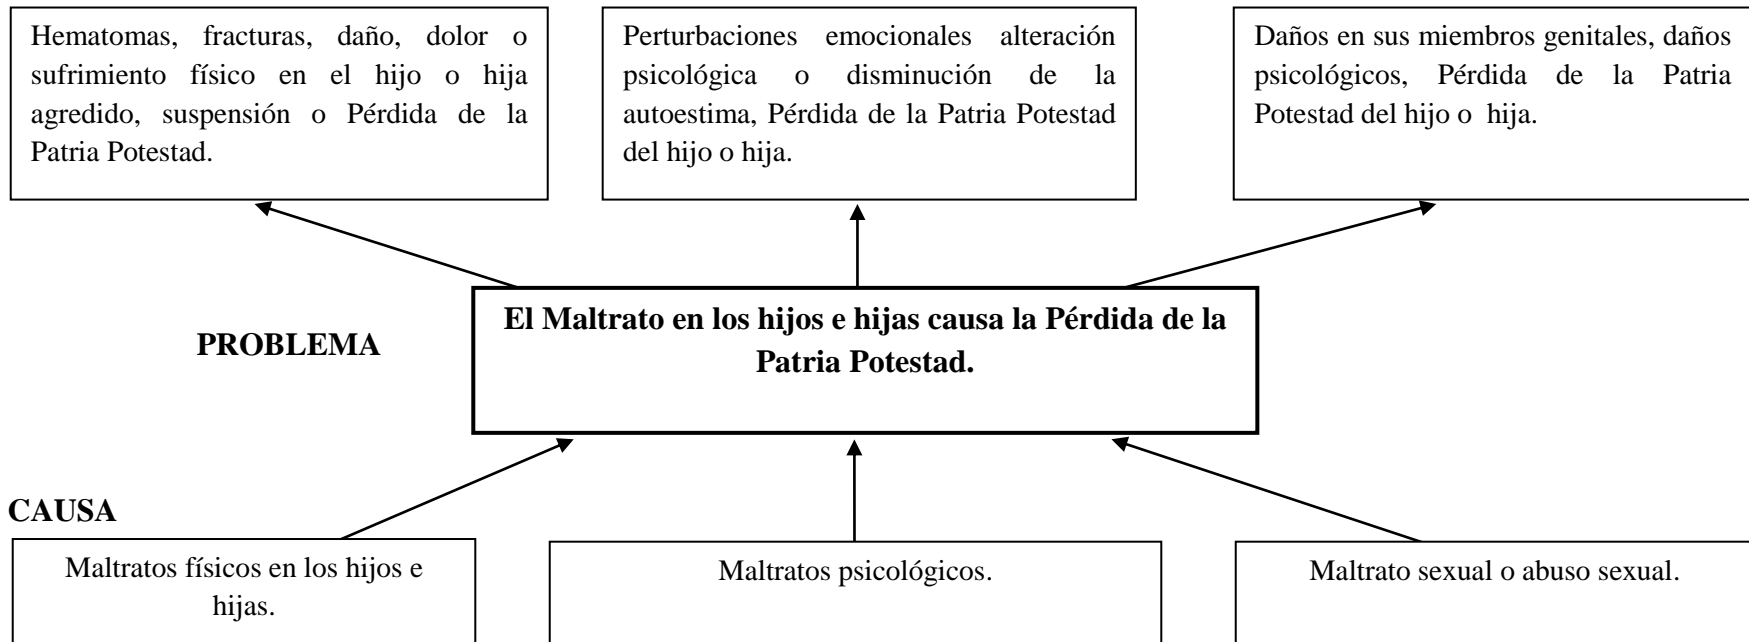 Hematomas, fracturas, daño, dolor o
sufrimiento físico en el hijo o hija
agredido, suspensión o Pérdida de la
Patria Potestad.
Perturbaciones emocionales alteración
psicológica o disminución de la
autoestima, Pérdida de la Patria Potestad
del hijo o hija.
Daños en sus miembros genitales, daños
psicológicos, Pérdida de la Patria
Potestad del hijo o hija.
PROBLEMA
El Maltrato en los hijos e hijas causa la Pérdida de la
Patria Potestad.
CAUSA
Maltratos físicos en los hijos e
hijas.
Maltratos psicológicos.
Maltrato sexual o abuso sexual.